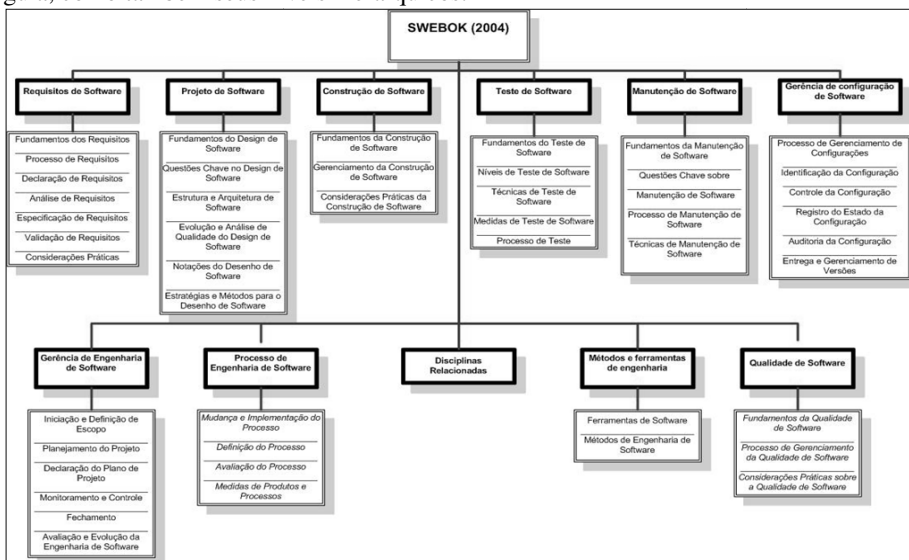 SWEBOK (2004)
Requisitos de Software
Fundamentos dos Requisitos
Processo de Requisitos
Declaração de Requisitos
Análise de Requisitos
Especificação de Requisitos
Validação de Requisitos
Considerações Práticas
Projeto de Software
Fundamentos do Design de
Software
Questões Chave no Design de
Software
Estrutura e Arquitetura de
Software
Evolução e Análise de
Qualidade do Design de
Software
Notações do Desenho de
Software
Estratégias e Métodos para o
Desenho de Software
Construção de Software
Fundamentos da Construção
de Software
Gerenciamento da Construção
de Software
Considerações Práticas da
Construção de Software
Teste de Software
Fundamentos do Teste de
Software
Níveis de Teste de Software
Técnicas de Teste de
Software
Medidas de Teste de Software
Processo de Teste
Manutenção de Software
Fundamentos da Manutenção
de Software
Questões Chave sobre
Manutenção de Software
Processo de Manutenção de
Software
Técnicas de Manutenção de
Software
Gerência de configuração
de Software
Processo de Gerenciamento de
Configurações
Identificação da Configuração
Controle da Configuração
Registro do Estado da
Configuração
Auditoria da Configuração
Entrega e Gerenciamento de
Versões
Gerência de Engenharia
de Software
Iniciação e Definição de
Escopo
Planejamento do Projeto
Declaração do Plano de
Projeto
Monitoramento e Controle
Fechamento
Avaliação e Evolução da
Engenharia de Software
Processo de
Engenharia de Software
Mudança e Implementação do
Processo
Definição do Processo
Avaliação do Processo
Medidas de Produtos e
Processos
Disciplinas
Relacionadas
Métodos e ferramentas
de engenharia
Ferramentas de Software
Métodos de Engenharia de
Software
Qualidade de Software
Fundamentos da Qualidade
de Software
Processo de Gerenciamento
da Qualidade de Software
Considerações Práticas sobre
a Qualidade de Software